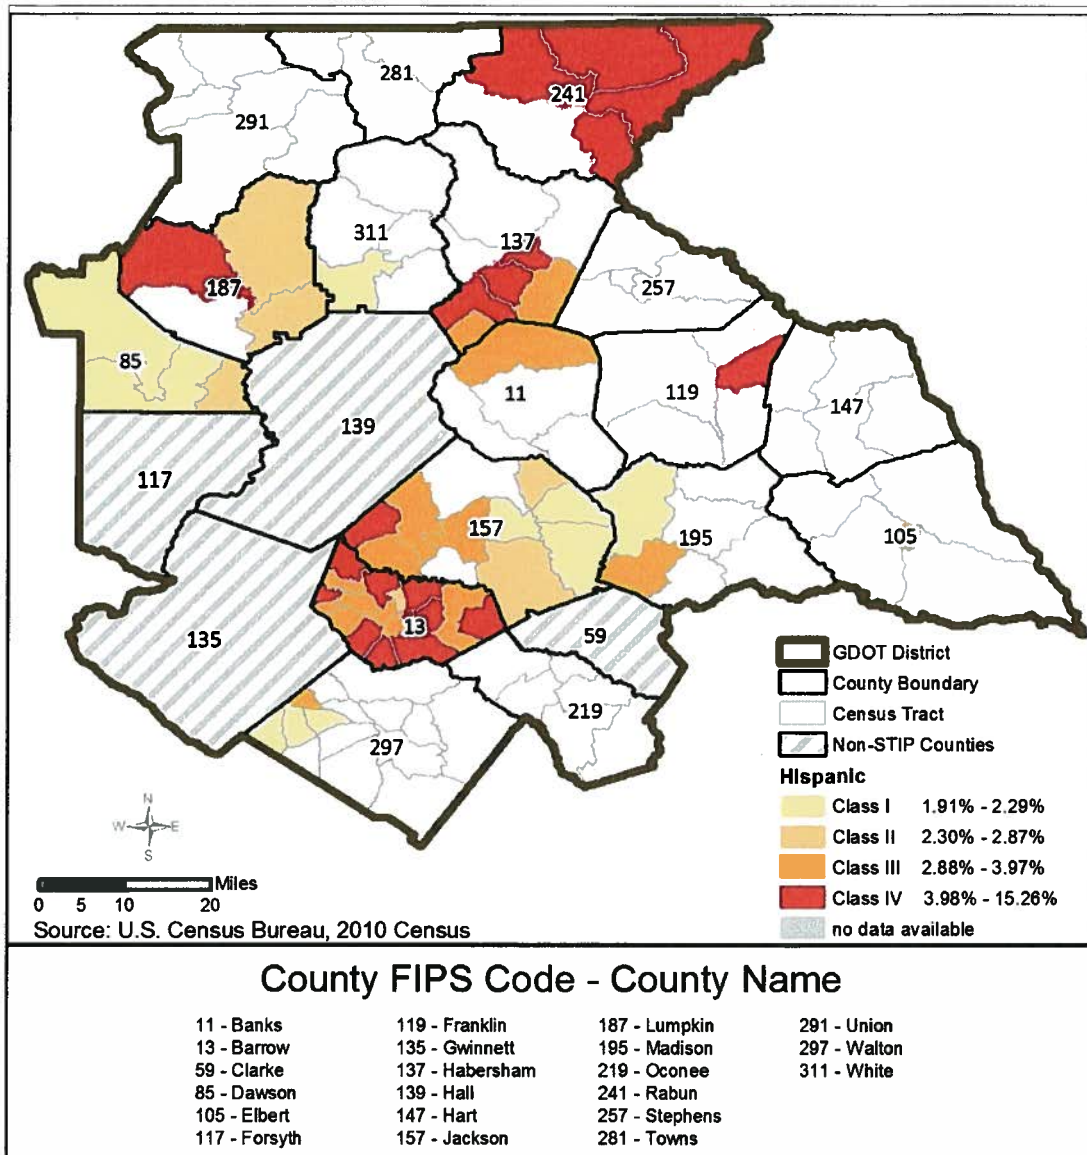 281
241
291
311
137
187
257
85
11
119
147
139
117
157
195
105
135
13
59
219
297
GDOT District
County Boundary
Census Tract
Non-STIP Counties
Hispanic
Class I 1.91% - 2.29%
Class II 2.30% - 2.87%
Class III 2.88% - 3.97%
Class IV 3.98% - 15.26%
no data available
N
W E
S
Miles
0 5 10 20
Source: U.S. Census Bureau, 2010 Census
County FIPS Code - County Name
11 - Banks
13 - Barrow
59 - Clarke
85 - Dawson
105 - Elbert
117 - Forsyth
119 - Franklin
135 - Gwinnett
137 - Habersham
139 - Hall
147 - Hart
157 - Jackson
187 - Lumpkin
195 - Madison
219 - Oconee
241 - Rabun
257 - Stephens
281 - Towns
291 - Union
297 - Walton
311 - White